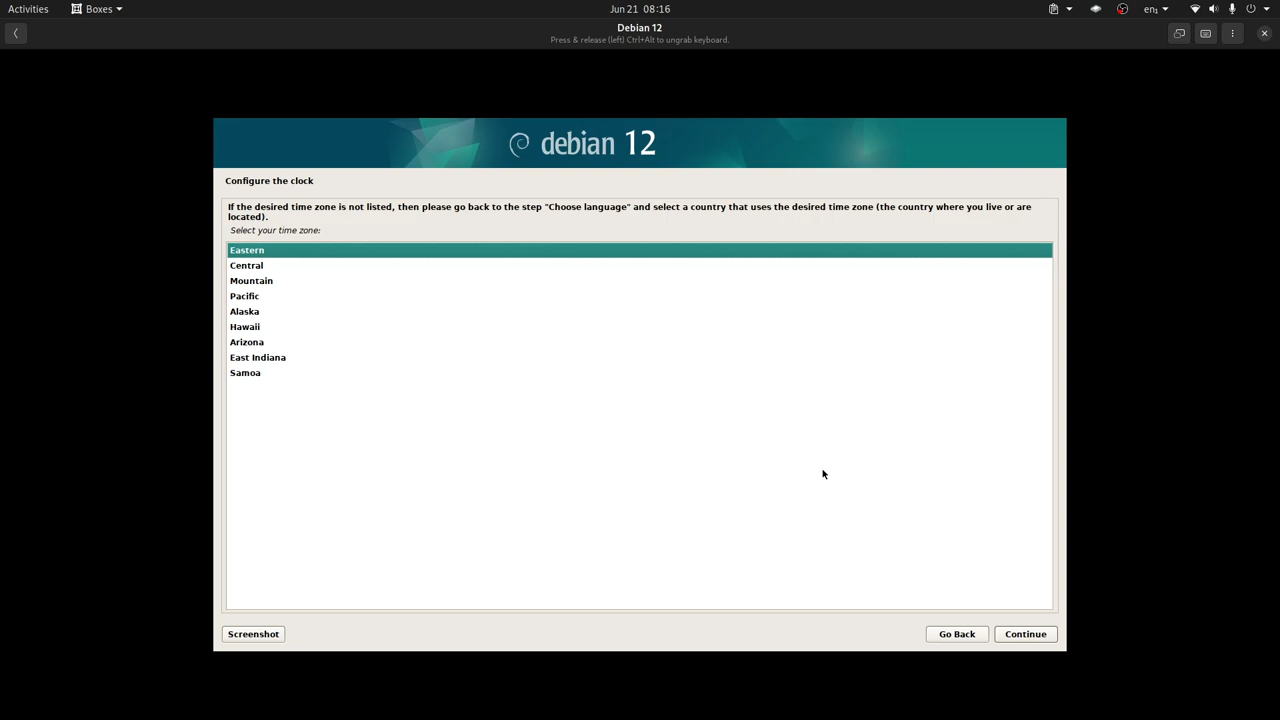 Activities
Boxes
Jun 21 08:16
en₁
Debian 12
Press & release (left) Ctrl+Alt to ungrab keyboard.
debian 12
Configure the clock
If the desired time zone is not listed, then please go back to the step "Choose language" and select a country that uses the desired time zone (the country where you live or are
located).
Select your time zone:
Eastern
Central
Mountain
Pacific
Alaska
Hawaii
Arizona
East Indiana
Samoa
Screenshot
Go Back
Continue